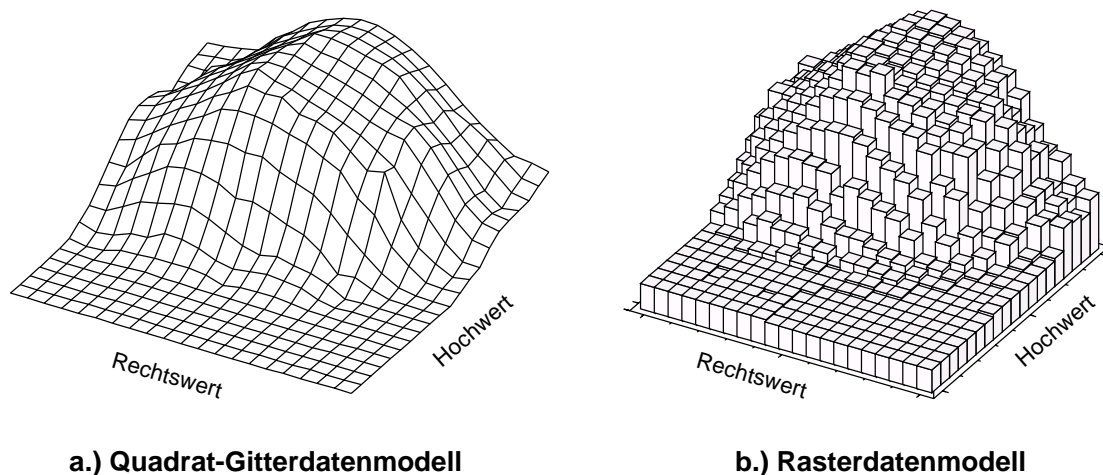 Rechtswert
Hochwert
a.) Quadrat-Gitterdatenmodell
Rechtswert
Hochwert
b.) Rasterdatenmodell